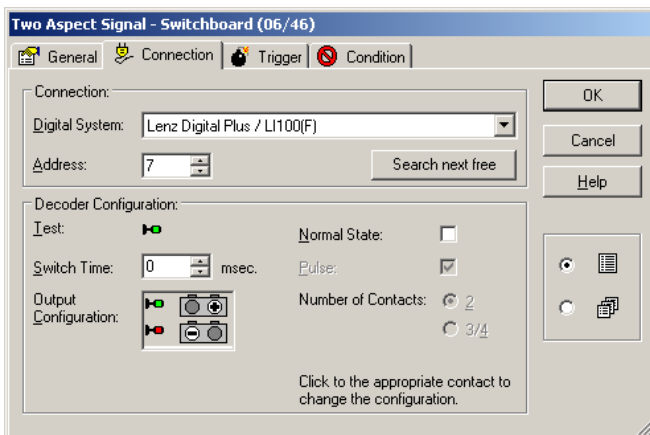 Two Aspect Signal - Switchboard (06/46)
General Connection Trigger Condition
Connection:
Digital System: Lenz Digital Plus / LI100(F)
Address: 7 Search next free
OK
Cancel
Help
Decoder Configuration:
Test: Normal State:
Switch Time: 0 msec. Pulse:
Output Configuration: Number of Contacts: 2
3/4
Click to the appropriate contact to
change the configuration.